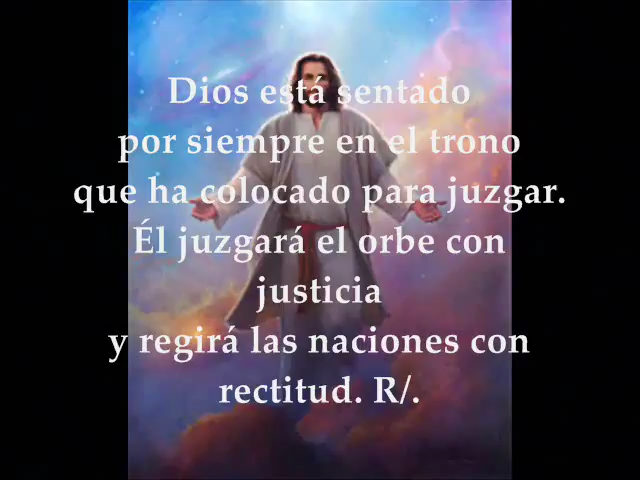 Dios está sentado
por siempre en el trono
que ha colocado para juzgar.
Él juzgará el orbe con
justicia
y regirá las naciones con
rectitud. R/.